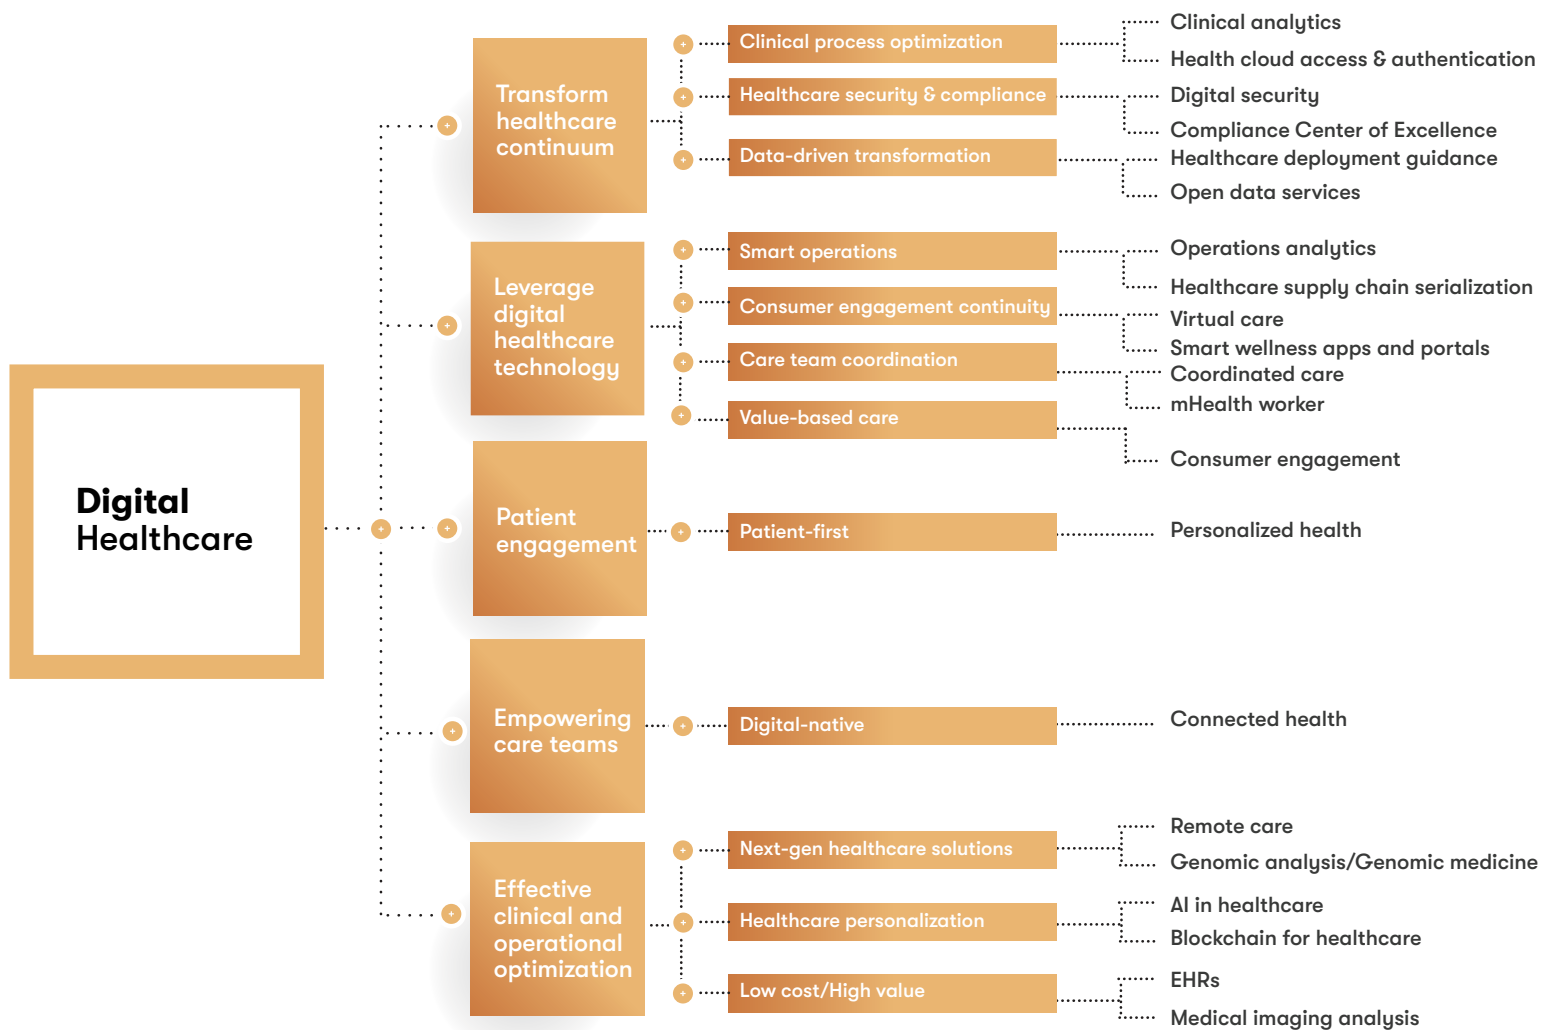 Digital
Healthcare
Transform
healthcare
continuum
Clinical process optimization
Clinical analytics
Health cloud access & authentication
Healthcare security & compliance
Digital security
Compliance Center of Excellence
Data-driven transformation
Healthcare deployment guidance
Open data services
Leverage
digital
healthcare
technology
Smart operations
Operations analytics
Healthcare supply chain serialization
Consumer engagement continuity
Virtual care
Smart wellness apps and portals
Care team coordination
Coordinated care
mHealth worker
Value-based care
Consumer engagement
Patient
engagement
Patient-first
Personalized health
Empowering
care teams
Digital-native
Connected health
Effective
clinical and
operational
optimization
Next-gen healthcare solutions
Remote care
Genomic analysis/Genomic medicine
Healthcare personalization
AI in healthcare
Blockchain for healthcare
Low cost/High value
EHRs
Medical imaging analysis